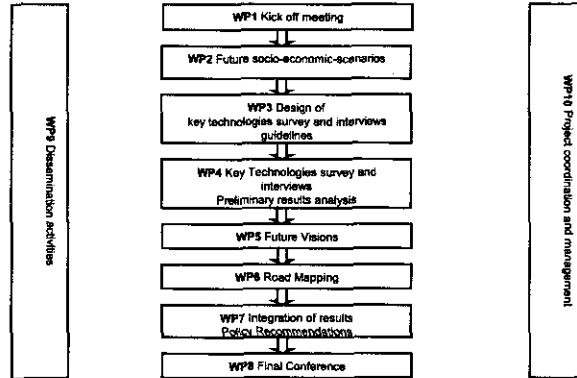 WP9 Dissemination activities
WP1 Kick off meeting
WP2 Future socio-economic-scenarios
WP3 Design of
key technologies survey and interviews
guidelines
WP4 Key Technologies survey and
interviews
Preliminary results analysis
WP5 Future Visions
WP6 Road Mapping
WP7 Integration of results
Policy Recommendations
WP8 Final Conference
WP10 Project coordination and management